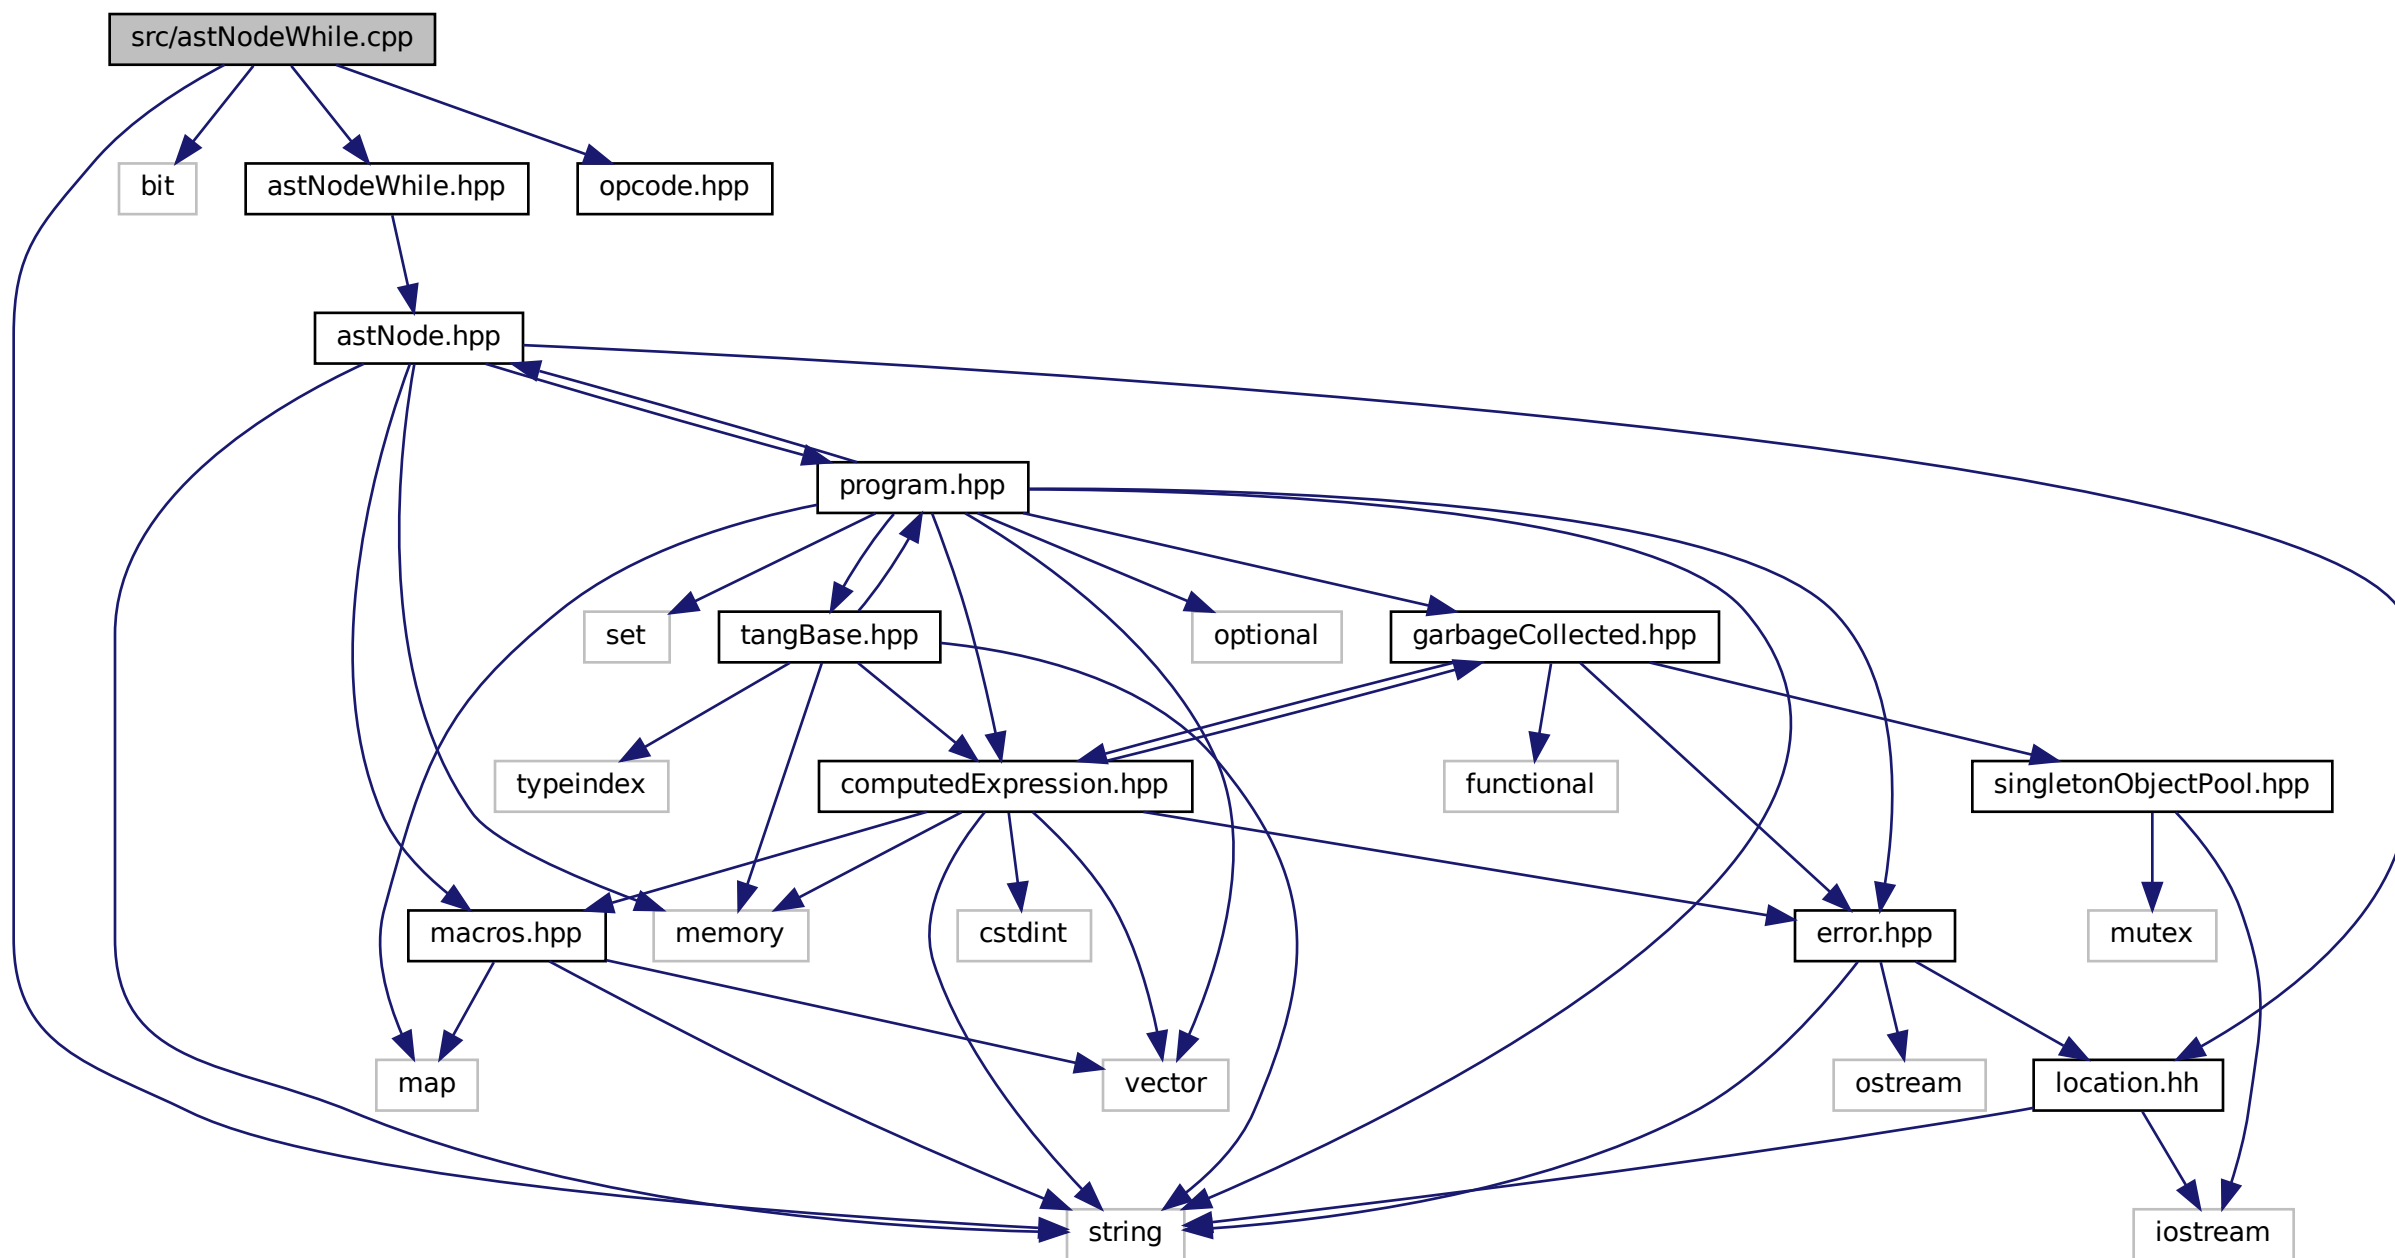 src/astNodeWhile.cpp
bit
astNodeWhile.hpp
opcode.hpp
astNode.hpp
program.hpp
set
tangBase.hpp
optional
garbageCollected.hpp
typeindex
computedExpression.hpp
functional
singletonObjectPool.hpp
macros.hpp
memory
cstdint
error.hpp
mutex
map
vector
ostream
location.hh
string
iostream